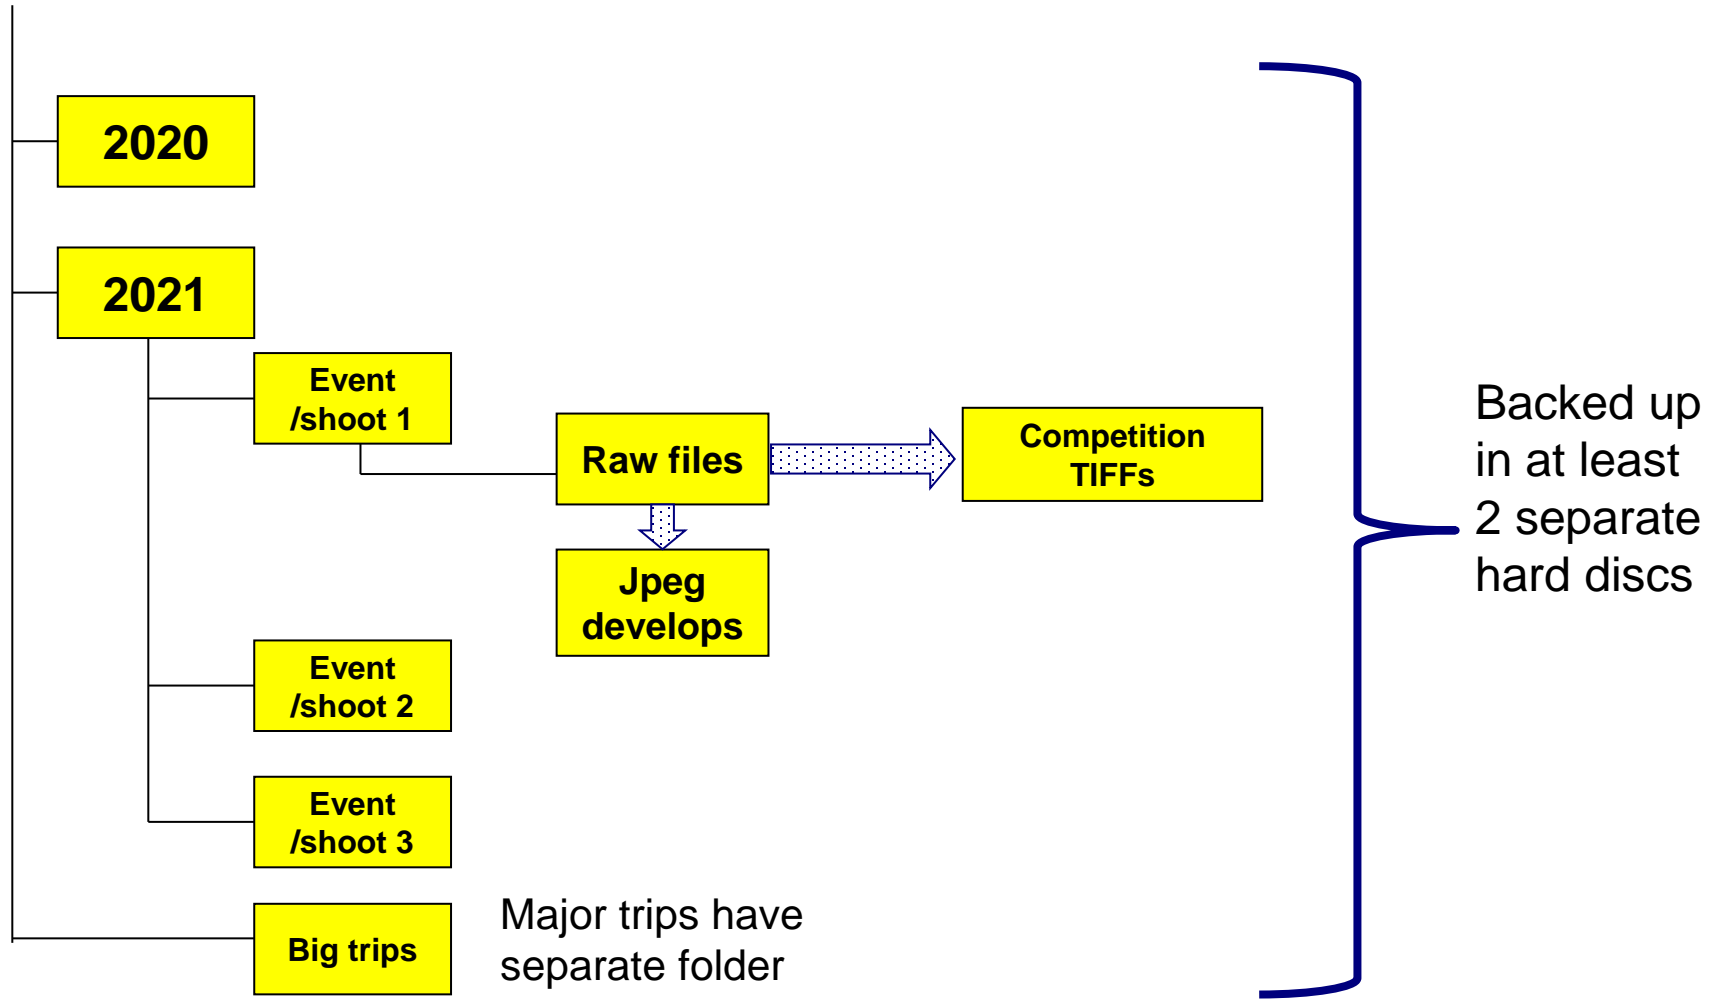 2020
2021
Event
/shoot 1
Raw files
Competition
TIFFs
Jpeg
develops
Event
/shoot 2
Event
/shoot 3
Big trips
Major trips have
separate folder
Backed up
in at least
2 separate
hard discs